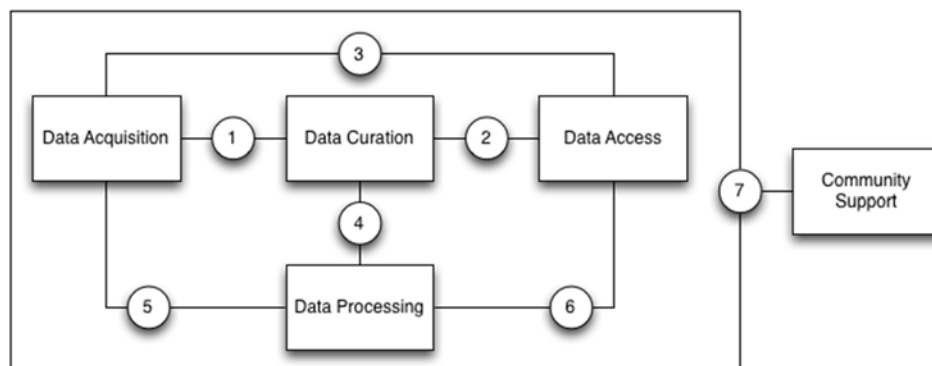 3
Data Acquisition
1
Data Curation
2
Data Access
7
Community
Support
4
5
Data Processing
6